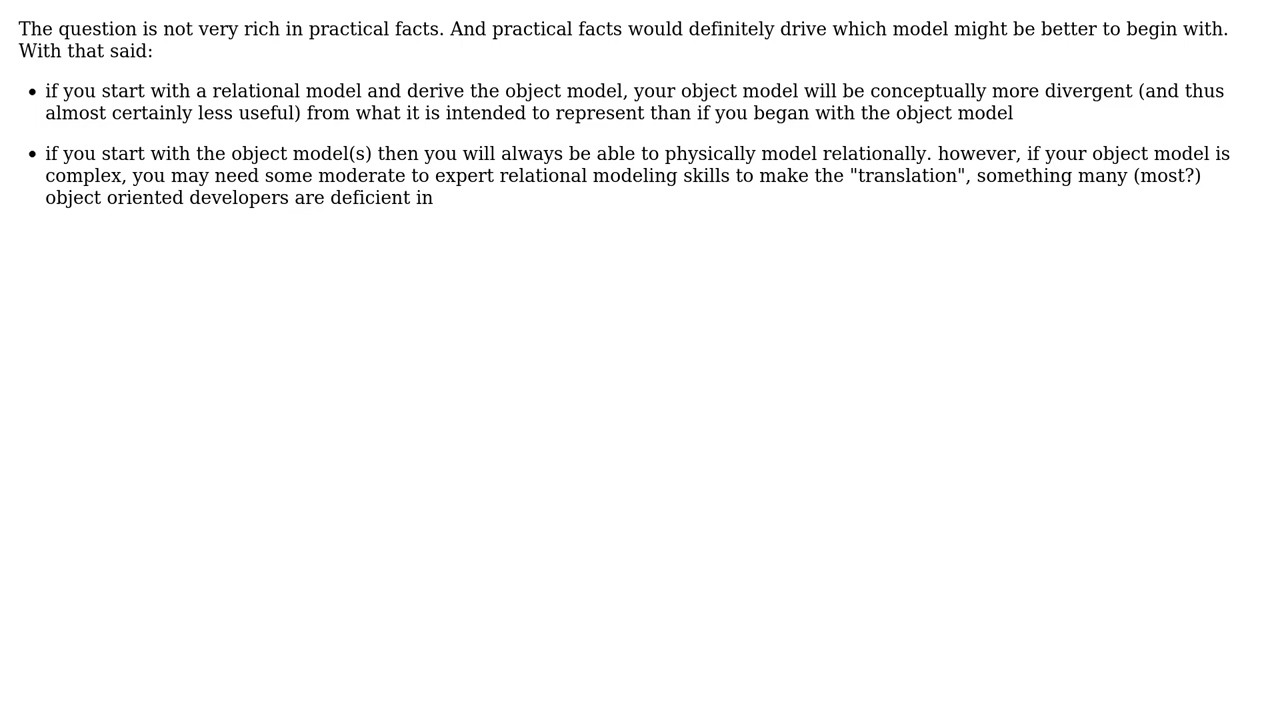 The question is not very rich in practical facts. And practical facts would definitely drive which model might be better to begin with.
With that said:
• if you start with a relational model and derive the object model, your object model will be conceptually more divergent (and thus
almost certainly less useful) from what it is intended to represent than if you began with the object model
• if you start with the object model(s) then you will always be able to physically model relationally. however, if your object model is
complex, you may need some moderate to expert relational modeling skills to make the "translation", something many (most?)
object oriented developers are deficient in